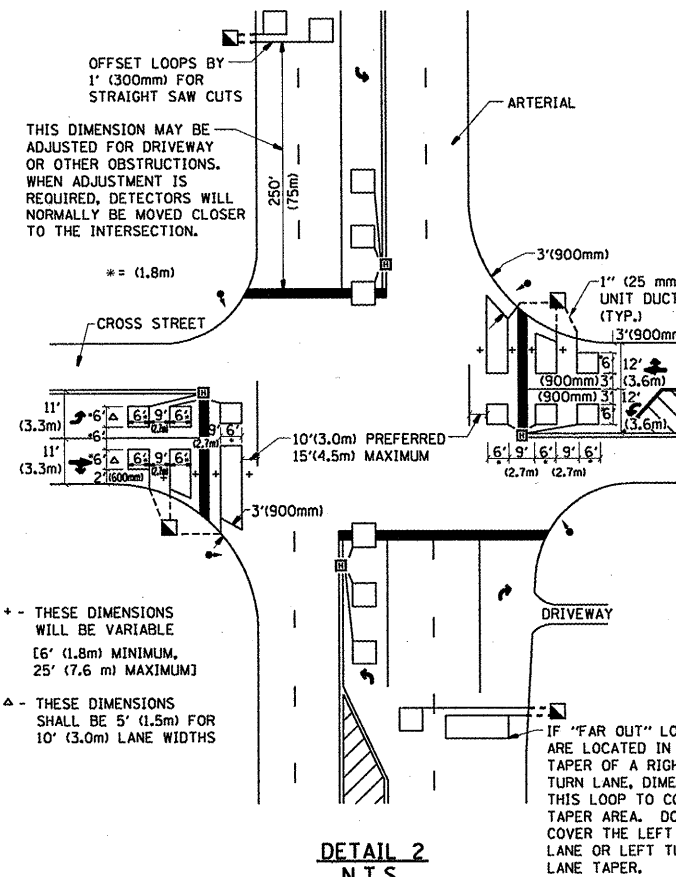 OFFSET LOOPS BY
1' (300mm) FOR
STRAIGHT SAW CUTS
ARTERIAL
THIS DIMENSION MAY BE
ADJUSTED FOR DRIVEWAY
OR OTHER OBSTRUCTIONS.
WHEN ADJUSTMENT IS
REQUIRED, DETECTORS WILL
NORMALLY BE MOVED CLOSER
TO THE INTERSECTION.
250'
(75m)
* = (1.8m)
H
3'(900mm)
1" (25 mm
UNIT DUCT
(TYP.)
CROSS STREET
3'(900mm
12'
(3.6m)
(900mm) 3'
(900mm) 3'
12'
(3.6m)
*6'
*6'
H
11'
(3.3m)
*6'
△
6' 9' 6'
(2.7m)
9' 6'
(2.7m)
*6'
11'
(3.3m)
*6'
△
6' 9' 6'
(2.7m)
2' (600mm)
10'(3.0m) PREFERRED
15'(4.5m) MAXIMUM
H
6' 9' 6' 9' 6'
(2.7m) (2.7m)
3'(900mm)
H
+ - THESE DIMENSIONS
WILL BE VARIABLE
[6' (1.8m) MINIMUM,
25' (7.6 m) MAXIMUM]
DRIVEWAY
△ - THESE DIMENSIONS
SHALL BE 5' (1.5m) FOR
10' (3.0m) LANE WIDTHS
IF "FAR OUT" LO
ARE LOCATED IN
TAPER OF A RIGH
TURN LANE, DIME
THIS LOOP TO CO
TAPER AREA. DO
COVER THE LEFT
LANE OR LEFT TU
LANE TAPER.
DETAIL 2
N.T.S.